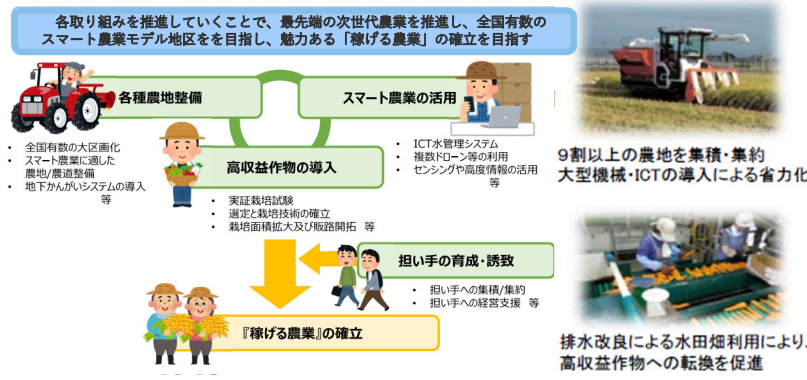 各取り組みを推進していくことで、最先端の次世代農業を推進し、全国有数の
スマート農業モデル地区をを目指し、魅力ある「稼げる農業」の確立を目指す
各種農地整備
・ 全国有数の大区画化
・ スマート農業に適した
農地/農道整備
・ 地下かんがいシステムの導入
等
スマート農業の活用
・ ICT水管理システム
・ 複数ドローン等の利用
・ センシングや高度情報の活用
等
高収益作物の導入
・ 実証栽培試験
・ 選定と栽培技術の確立
・ 栽培面積拡大及び販路開拓 等
担い手の育成・誘致
・ 担い手への集積/集約
・ 担い手への経営支援 等
『稼げる農業』の確立
9割以上の農地を集積・集約
大型機械・ICTの導入による省力化
排水改良による水田畑利用により、
高収益作物への転換を促進